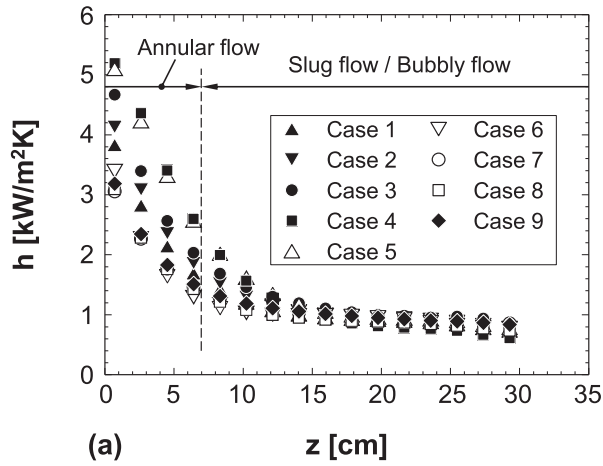 6
Annular flow
Slug flow / Bubbly flow
5
Case 1
Case 6
Case 2
Case 7
Case 3
Case 8
Case 4
Case 9
Case 5
4
3
2
1
0
h [kW/m²K]
0 5 10 15 20 25 30 35
(a)
z [cm]